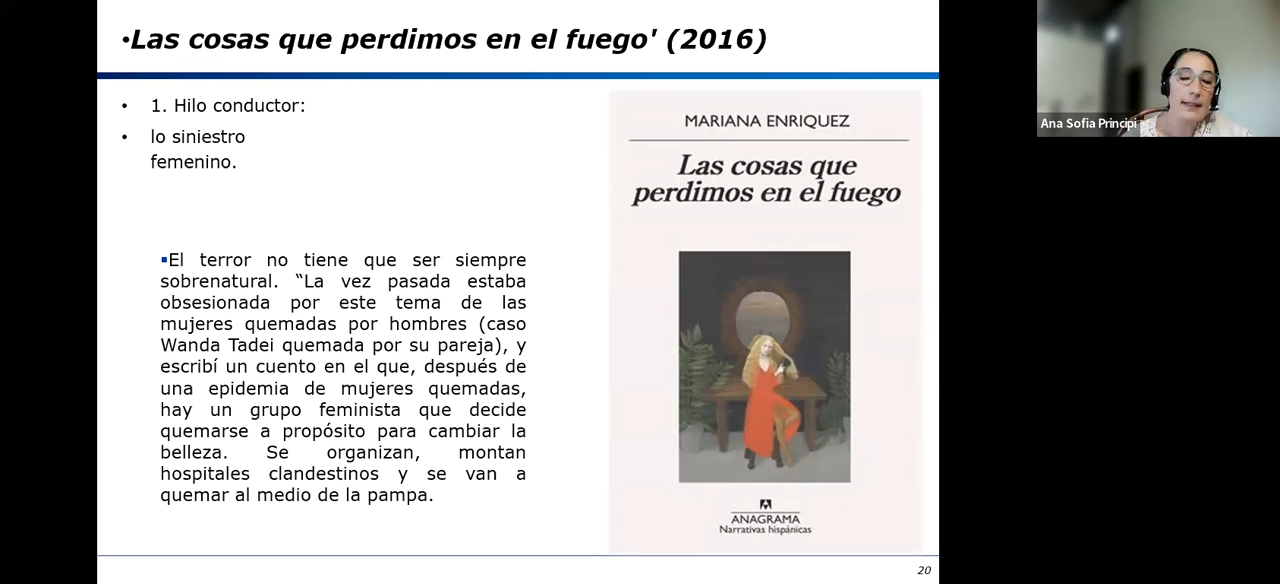 •Las cosas que perdimos en el fuego' (2016)
• 1. Hilo conductor:
• lo siniestro
femenino.
▪El terror no tiene que ser siempre
sobrenatural. “La vez pasada estaba
obsesionada por este tema de las
mujeres quemadas por hombres (caso
Wanda Tadei quemada por su pareja), y
escribí un cuento en el que, después de
una epidemia de mujeres quemadas,
hay un grupo feminista que decide
quemarse a propósito para cambiar la
belleza. Se organizan, montan
hospitales clandestinos y se van a
quemar al medio de la pampa.
MARIANA ENRIQUEZ
Las cosas que
perdimos en el fuego
ANAGRAMA
Narrativas hispánicas
20
Ana Sofia Principi